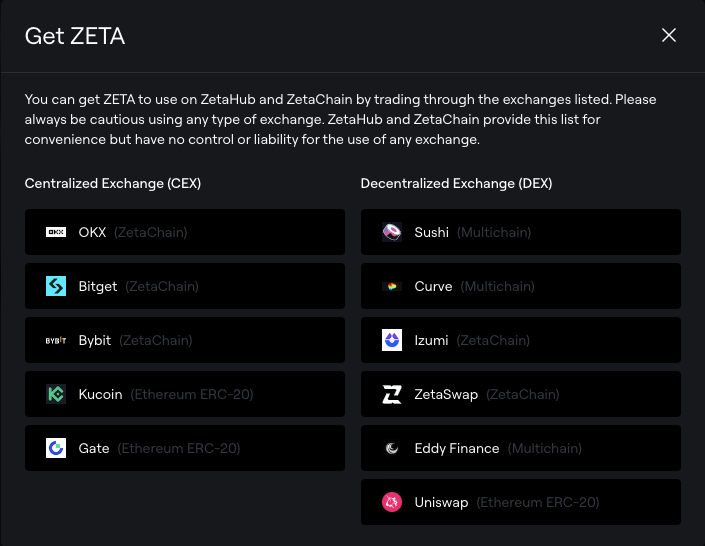 Get ZETA
You can get ZETA to use on ZetaHub and ZetaChain by trading through the exchanges listed. Please
always be cautious using any type of exchange. ZetaHub and ZetaChain provide this list for
convenience but have no control or liability for the use of any exchange.
Centralized Exchange (CEX)
OKX OKX (ZetaChain)
Bitget (ZetaChain)
BYBIT Bybit (ZetaChain)
Kucoin (Ethereum ERC-20)
Gate (Ethereum ERC-20)
Decentralized Exchange (DEX)
Sushi (Multichain)
Curve (Multichain)
Izumi (ZetaChain)
ZetaSwap (ZetaChain)
Eddy Finance (Multichain)
Uniswap (Ethereum ERC-20)